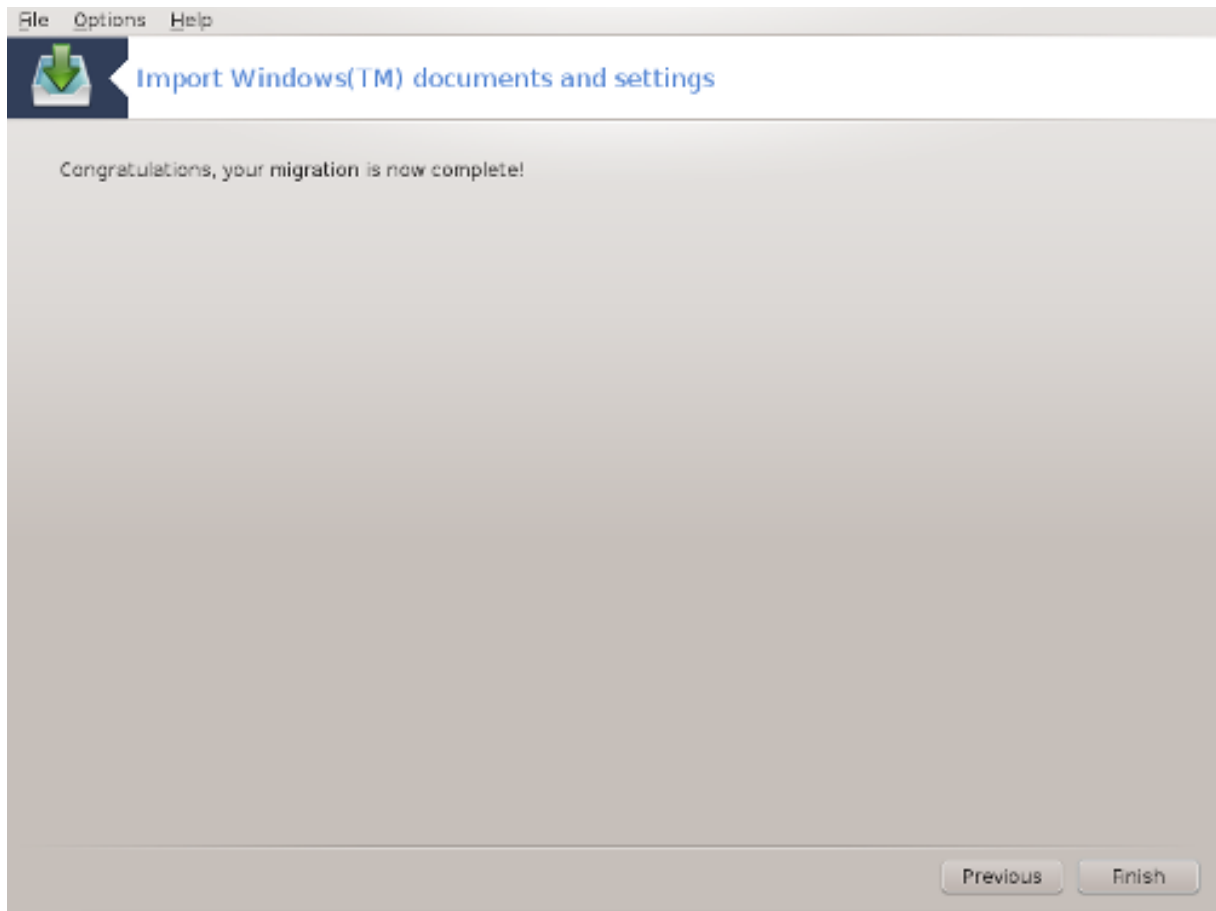 File Options Help
Import Windows(TM) documents and settings
Congratulations, your migration is now complete!
Previous Finish